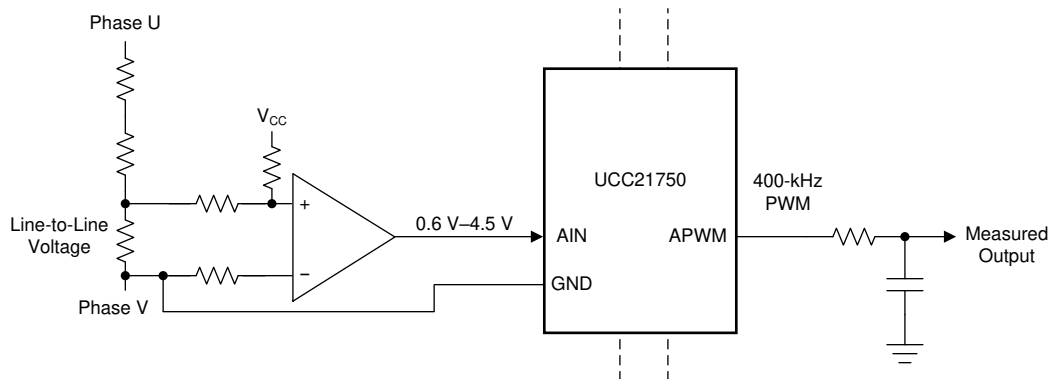 Phase U
V_CC
Line-to-Line
Voltage
+
−
Phase V
0.6 V–4.5 V
UCC21750
AIN
GND
APWM
400-kHz
PWM
Measured
Output